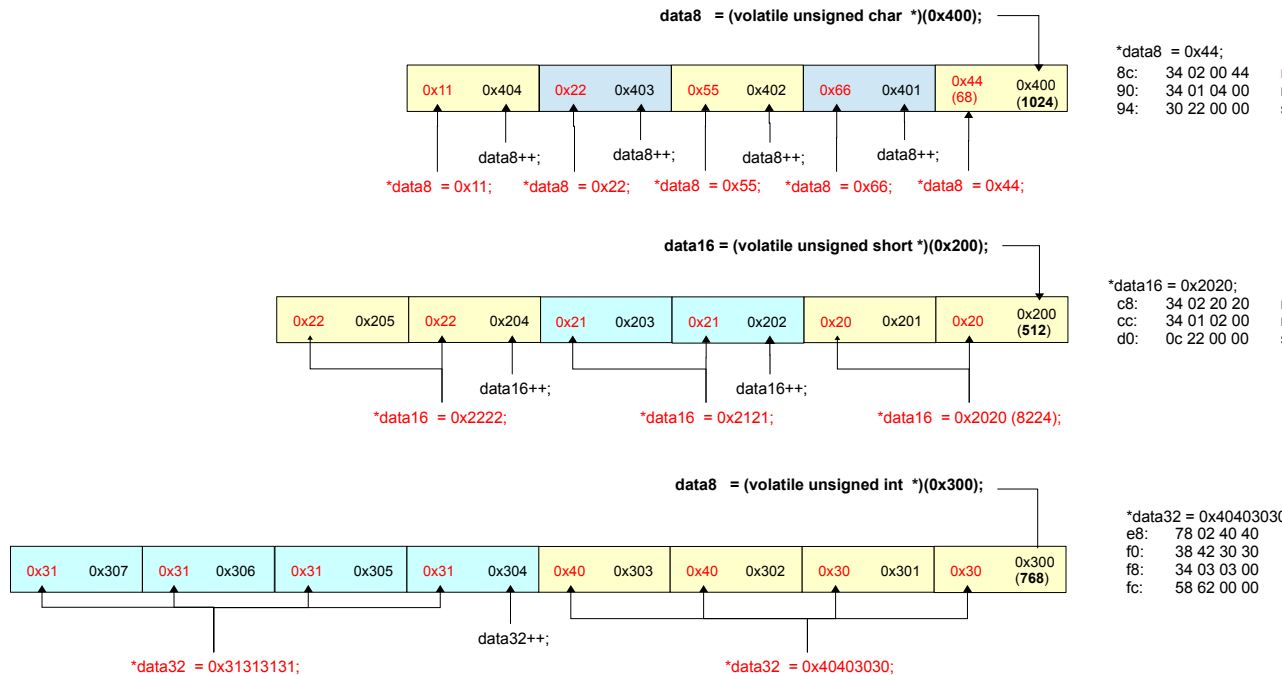 data8 = (volatile unsigned char *)(0x400);
*data8 = 0x44;
8c: 34 02 00 44
90: 34 01 04 00
94: 30 22 00 00
0x11 0x404 0x22 0x403 0x55 0x402 0x66 0x401 0x44 0x400
(68) (1024)
data8++; data8++; data8++; data8++;
*data8 = 0x11; *data8 = 0x22; *data8 = 0x55; *data8 = 0x66; *data8 = 0x44;
data16 = (volatile unsigned short *)(0x200);
*data16 = 0x2020;
c8: 34 02 20 20
cc: 34 01 02 00
d0: 0c 22 00 00
0x22 0x205 0x22 0x204 0x21 0x203 0x21 0x202 0x20 0x201 0x20 0x200
(512)
data16++; data16++;
*data16 = 0x2222; *data16 = 0x2121; *data16 = 0x2020 (8224);
data8 = (volatile unsigned int *)(0x300);
*data32 = 0x40403030
e8: 78 02 40 40
f0: 38 42 30 30
f8: 34 03 03 00
fc: 58 62 00 00
0x31 0x307 0x31 0x306 0x31 0x305 0x31 0x304 0x40 0x303 0x40 0x302 0x30 0x301 0x30 0x300
(768)
data32++;
*data32 = 0x31313131; *data32 = 0x40403030;